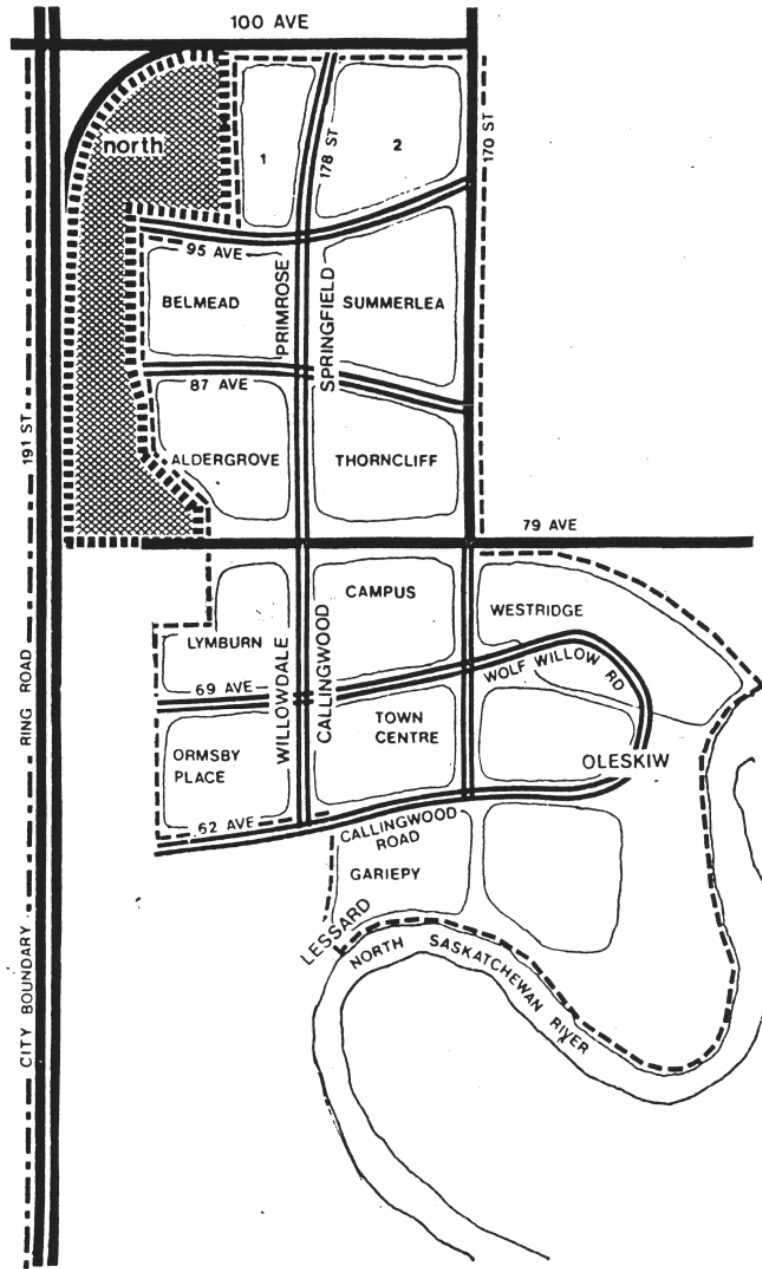 100 AVE
north
1
178 ST
2
170 ST
95 AVE
BELMEAD
PRIMROSE
SPRINGFIELD
SUMMERLEA
87 AVE
191 ST
ALDERGROVE
THORNCLIFF
79 AVE
CAMPUS
WESTRIDGE
LYMBURN
WILLOWDALE
CALLINGWOOD
WOLF WILLOW RD
69 AVE
RING ROAD
TOWN
CENTRE
ORMSBY
PLACE
OLESKIW
62 AVE
CALLINGWOOD
ROAD
GARIEPY
LESSARD
NORTH SASKATCHEWAN RIVER
CITY BOUNDARY